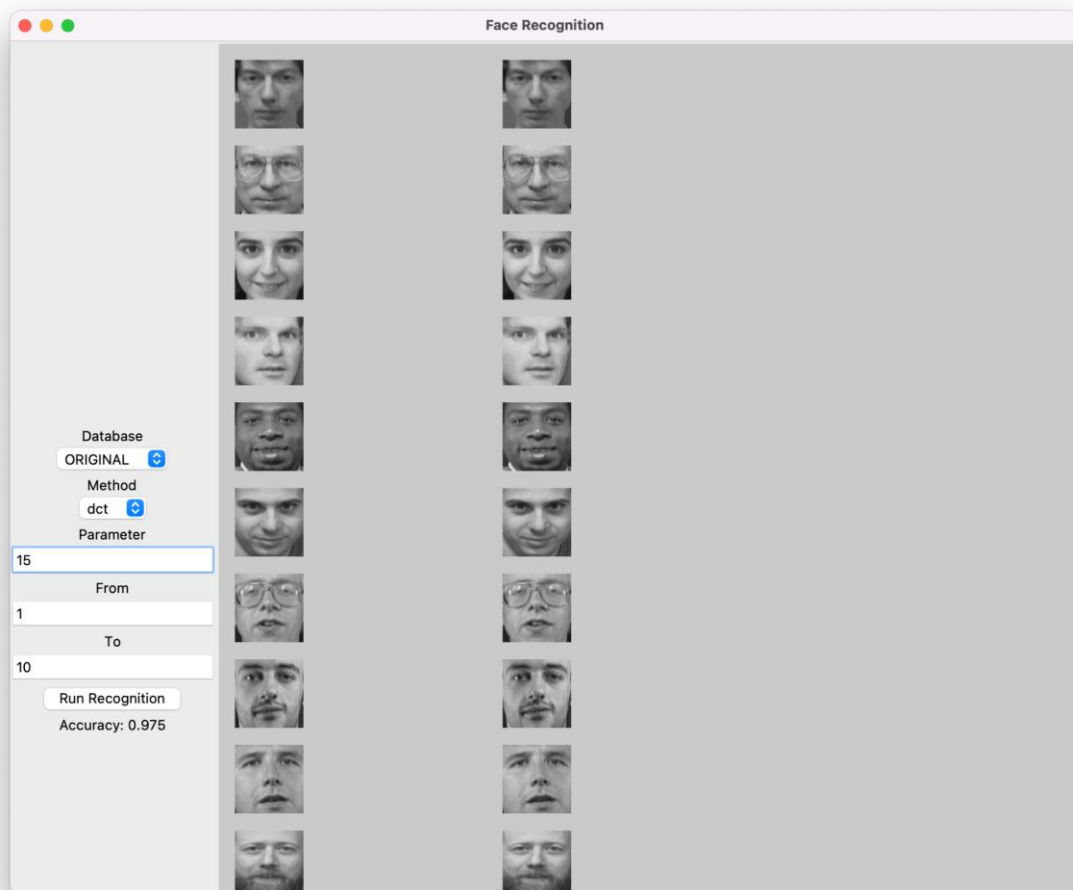 Face Recognition
Database
ORIGINAL
Method
dct
Parameter
15
From
1
To
10
Run Recognition
Accuracy: 0.975